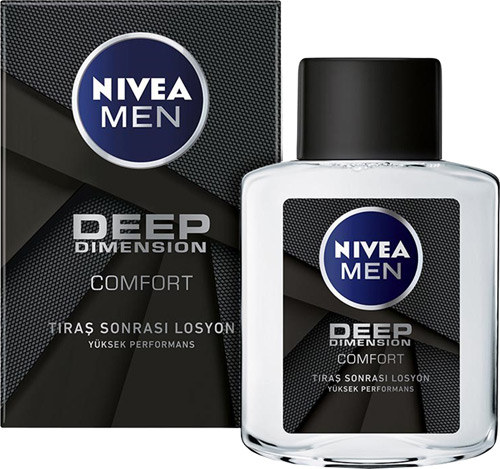 NIVEA
MEN
DEEP
DIMENSION
COMFORT
TIRAŞ SONRASI LOSYON
YÜKSEK PERFORMANS
NIVEA
MEN
DEEP
DIMENSION
COMFORT
TIRAŞ SONRASI LOSYON
YÜKSEK PERFORMANS